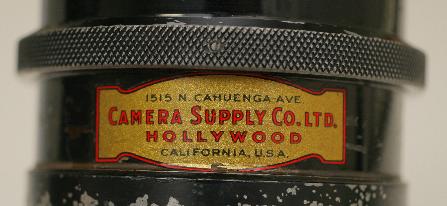 1515 N. CAHUENGA AVE.
CAMERA SUPPLY CO. LTD.
HOLLYWOOD
CALIFORNIA, U.S.A.